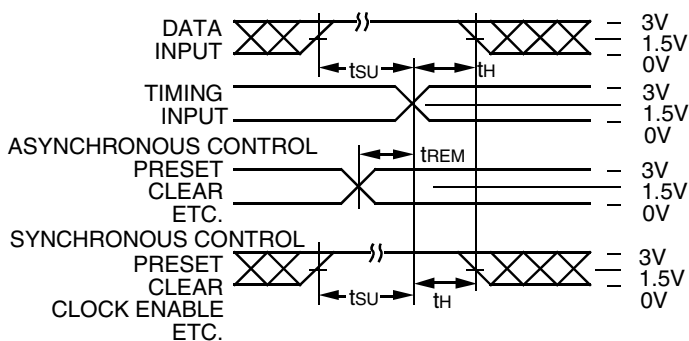 DATA
INPUT
3V
1.5V
0V
tSU
tH
TIMING
INPUT
3V
1.5V
0V
ASYNCHRONOUS CONTROL
tREM
PRESET
CLEAR
ETC.
3V
1.5V
0V
SYNCHRONOUS CONTROL
PRESET
CLEAR
CLOCK ENABLE
ETC.
3V
1.5V
0V
tSU
tH